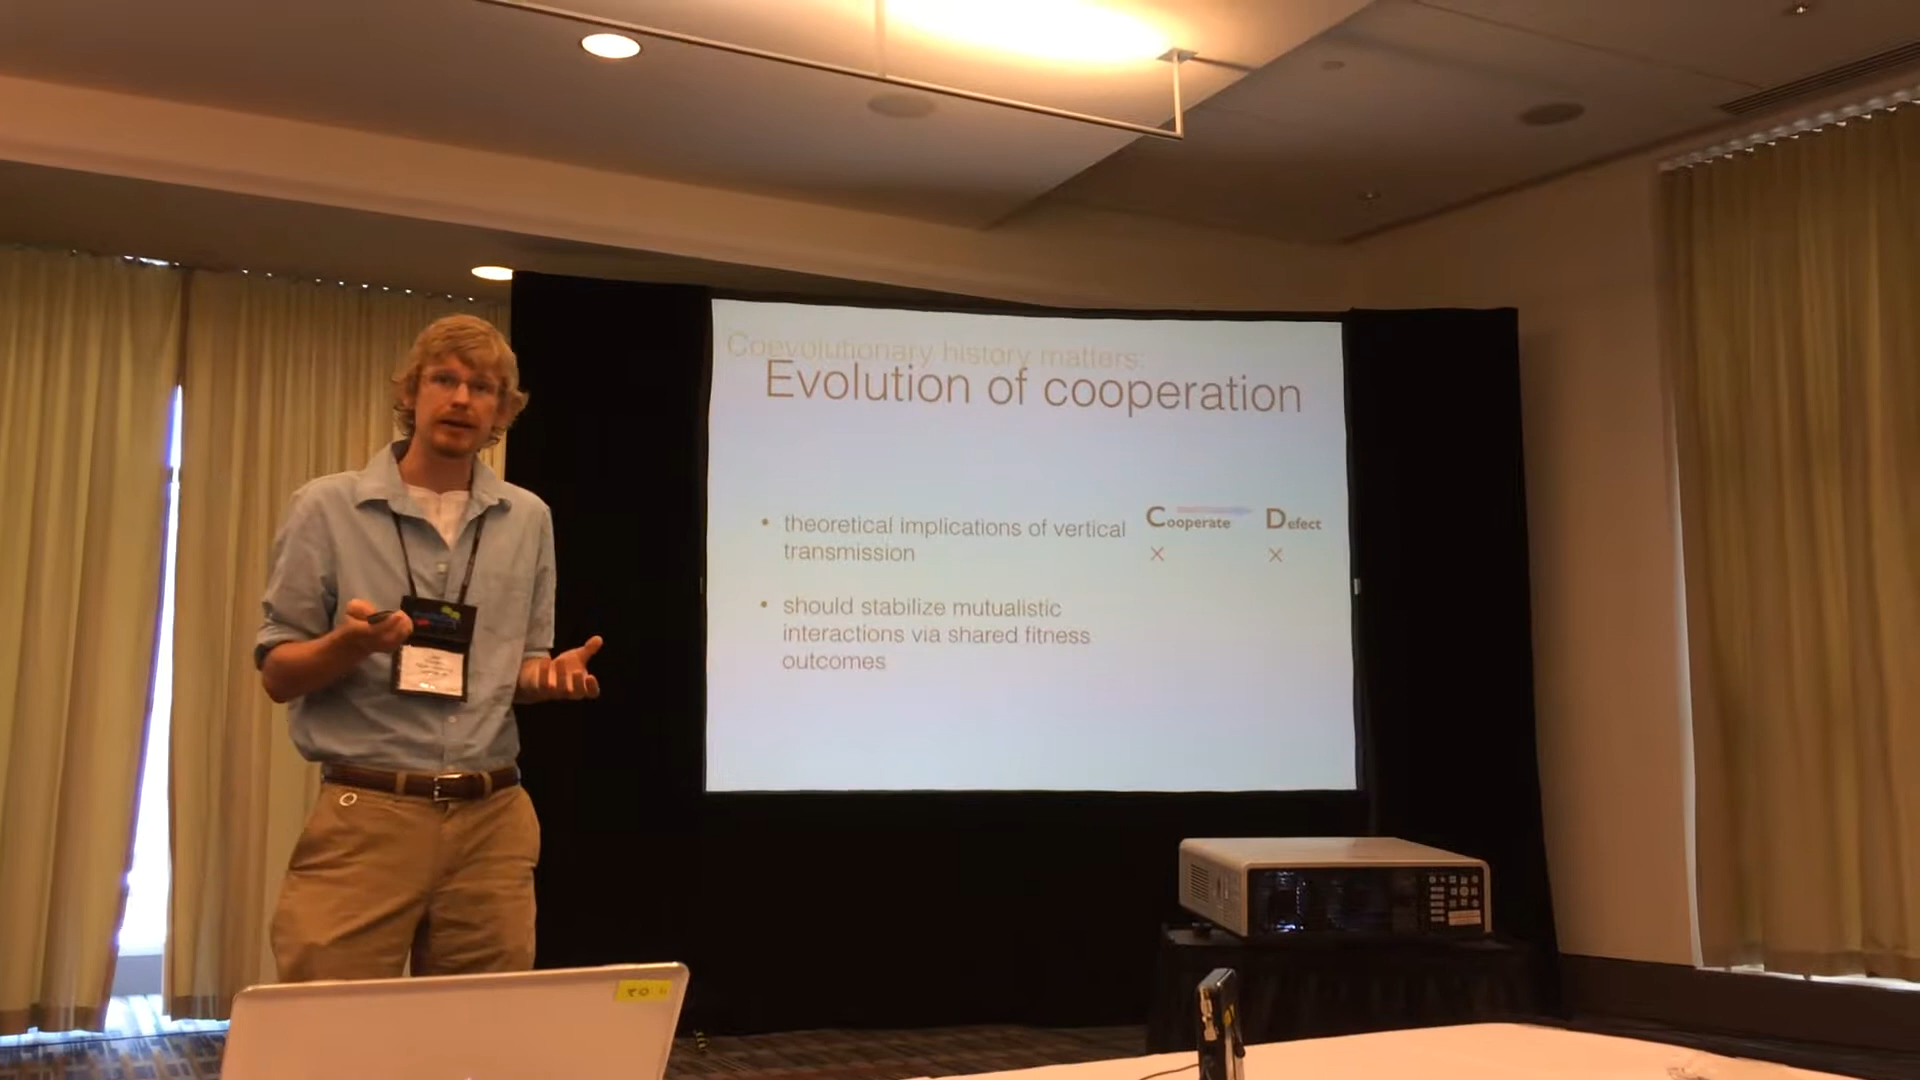 Coevolutionary history matters:
Evolution of cooperation
• theoretical implications of vertical
transmission
Cooperate Defect
× ×
• should stabilize mutualistic
interactions via shared fitness
outcomes